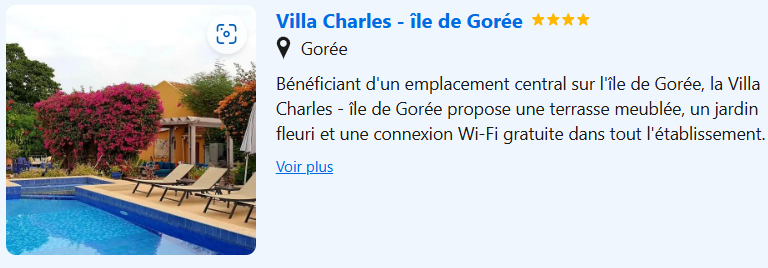 Villa Charles - île de Gorée
Gorée
Bénéficiant d'un emplacement central sur l'île de Gorée, la Villa
Charles - île de Gorée propose une terrasse meublée, un jardin
fleuri et une connexion Wi-Fi gratuite dans tout l'établissement.
Voir plus